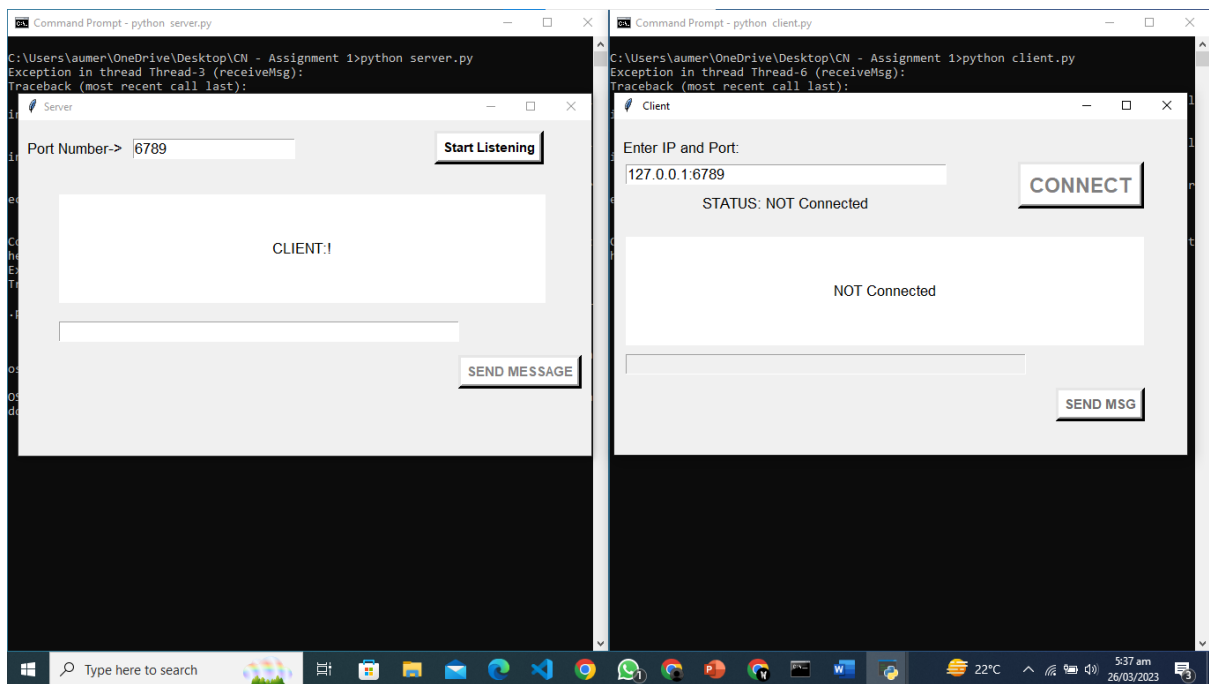 Command Prompt - python server.py
C:\Users\aumer\OneDrive\Desktop\CN - Assignment 1>python server.py
Exception in thread Thread-3 (receiveMsg):
Traceback (most recent call last):
Server
Port Number-> 6789 Start Listening
CLIENT:!
SEND MESSAGE
Command Prompt - python client.py
C:\Users\aumer\OneDrive\Desktop\CN - Assignment 1>python client.py
Exception in thread Thread-6 (receiveMsg):
Traceback (most recent call last):
Client
Enter IP and Port:
127.0.0.1:6789
CONNECT
STATUS: NOT Connected
NOT Connected
SEND MSG
Type here to search
22°C
5:37 am
26/03/2023